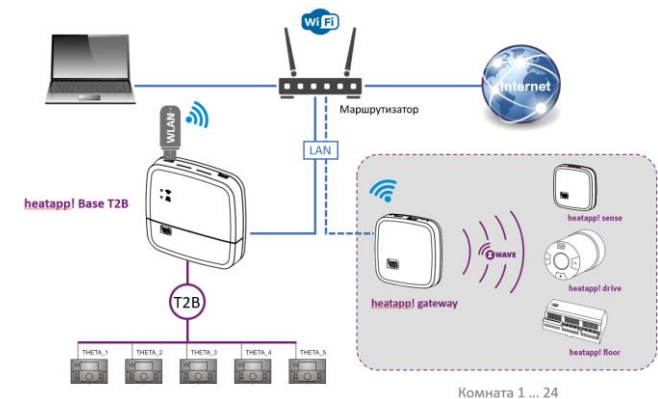 Wi Fi
Internet
Маршрутизатор
WLAN
LAN
heatapp! Base T2B
heatapp! sense
Z WAVE
heatapp! gateway
heatapp! drive
T2B
heatapp! floor
THETA_1 THETA_2 THETA_3 THETA_4 THETA_5
Комната 1 ... 24